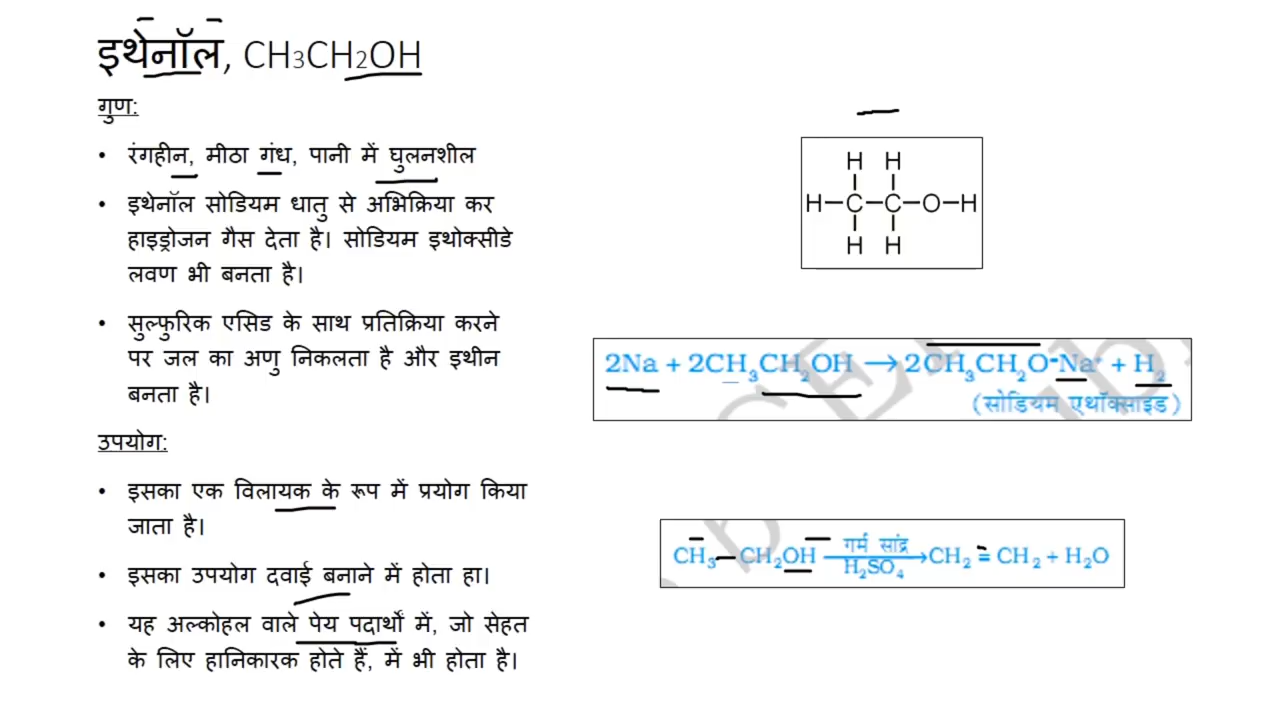 इथेनॉल, CH3CH2OH
गुण:
• रंगहीन, मीठा गंध, पानी में घुलनशील
• इथेनॉल सोडियम धातु से अभिक्रिया कर
हाइड्रोजन गैस देता है। सोडियम इथोक्सीडे
लवण भी बनता है।
• सुल्फुरिक एसिड के साथ प्रतिक्रिया करने
पर जल का अणु निकलता है और इथीन
बनता है।
उपयोग:
• इसका एक विलायक के रूप में प्रयोग किया
जाता है।
• इसका उपयोग दवाई बनाने में होता हा।
• यह अल्कोहल वाले पेय पदार्थों में, जो सेहत
के लिए हानिकारक होते हैं, में भी होता है।
H H
H—C—C—O—H
H H
2Na + 2CH₃CH₂OH → 2CH₃CH₂O⁻Na⁺ + H₂
(सोडियम एथॉक्साइड)
गर्म सांद्र
CH₃ – CH₂OH → CH₂ = CH₂ + H₂O
H₂SO₄